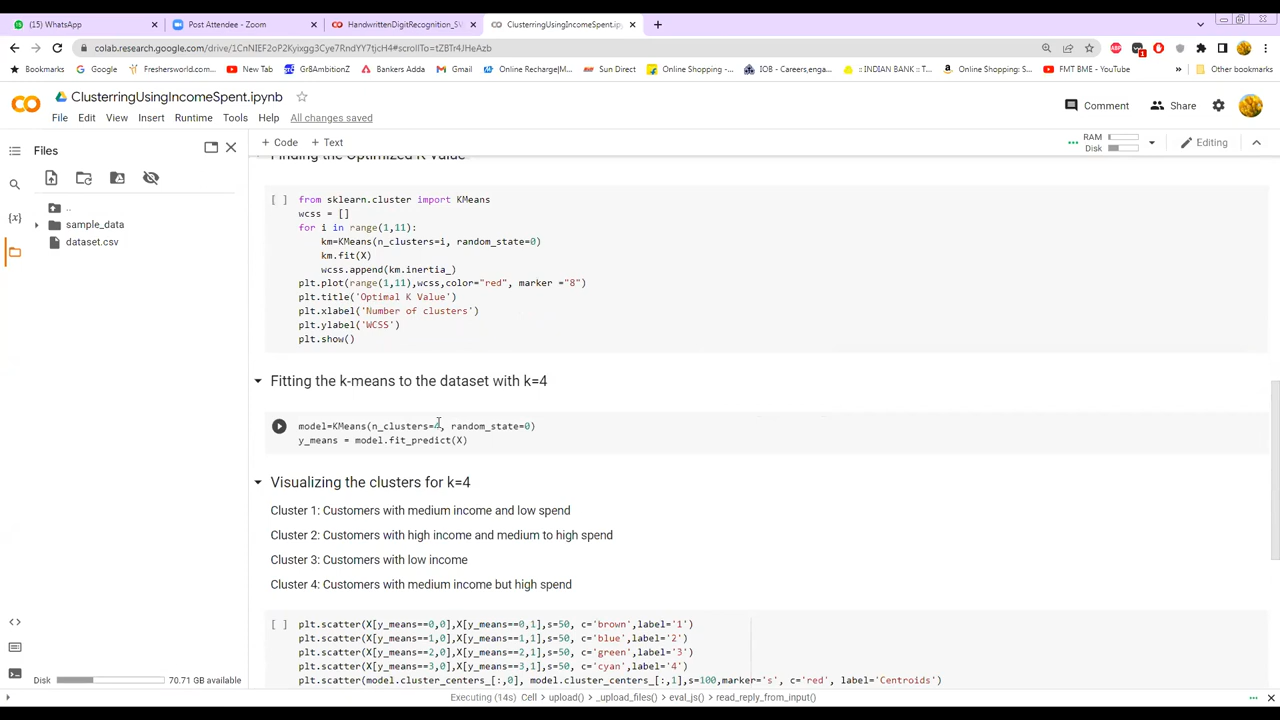 (15) WhatsApp
Post Attendee - Zoom
HandwrittenDigitRecognition_SV
ClusterringUsingIncomeSpent.ip
colab.research.google.com/drive/1CnNIEF2oP2Kyixgg3Cye7RndYY7tjcH4#scrollTo=tZBTr4JHeAzb
Bookmarks
Google
Freshersworld.com...
New Tab
Gr8AmbitionZ
Bankers Adda
Gmail
Online Recharge|M...
Sun Direct
Online Shopping -...
IOB - Careers,enga...
:: INDIAN BANK :: T...
Online Shopping: S...
FMT BME - YouTube
»
Other bookmarks
ClusterringUsingIncomeSpent.ipynb
Comment
Share
File Edit View Insert Runtime Tools Help All changes saved
Files
+ Code + Text
RAM
Disk
Editing
..
sample_data
dataset.csv
Finding the Optimized K Value
[ ] from sklearn.cluster import KMeans
wcss = []
for i in range(1,11):
km=KMeans(n_clusters=i, random_state=0)
km.fit(X)
wcss.append(km.inertia_)
plt.plot(range(1,11),wcss,color="red", marker ="8")
plt.title('Optimal K Value')
plt.xlabel('Number of clusters')
plt.ylabel('WCSS')
plt.show()
Fitting the k-means to the dataset with k=4
model=KMeans(n_clusters=4, random_state=0)
y_means = model.fit_predict(X)
Visualizing the clusters for k=4
Cluster 1: Customers with medium income and low spend
Cluster 2: Customers with high income and medium to high spend
Cluster 3: Customers with low income
Cluster 4: Customers with medium income but high spend
[ ] plt.scatter(X[y_means==0,0],X[y_means==0,1],s=50, c='brown',label='1')
plt.scatter(X[y_means==1,0],X[y_means==1,1],s=50, c='blue',label='2')
plt.scatter(X[y_means==2,0],X[y_means==2,1],s=50, c='green',label='3')
plt.scatter(X[y_means==3,0],X[y_means==3,1],s=50, c='cyan',label='4')
plt.scatter(model.cluster_centers_[:,0], model.cluster_centers_[:,1],s=100,marker='s', c='red', label='Centroids')
Disk 70.71 GB available
Executing (14s) Cell > upload() > _upload_files() > eval_js() > read_reply_from_input()